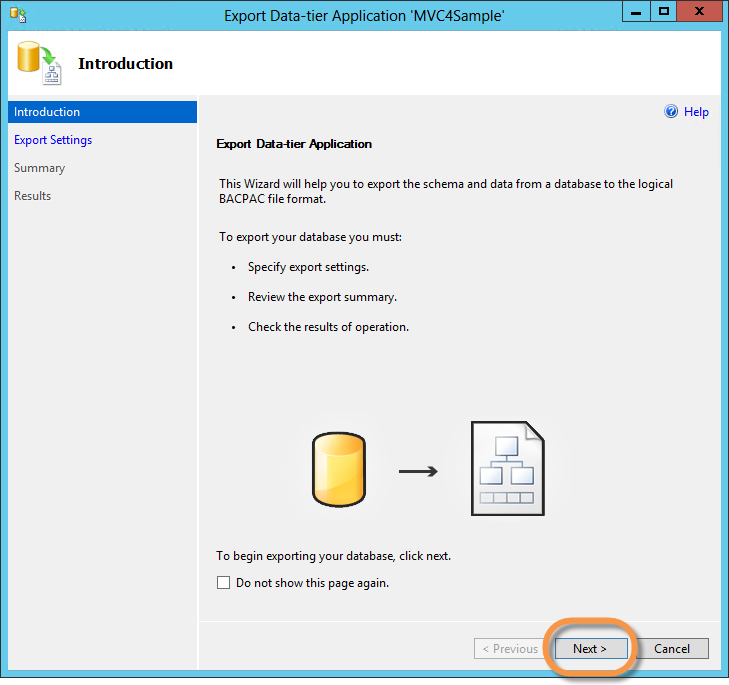 Export Data-tier Application 'MVC4Sample'
Introduction
Introduction
Export Settings
Summary
Results
Help
Export Data-tier Application
This Wizard will help you to export the schema and data from a database to the logical
BACPAC file format.
To export your database you must:
• Specify export settings.
• Review the export summary.
• Check the results of operation.
To begin exporting your database, click next.
Do not show this page again.
< Previous
Next >
Cancel